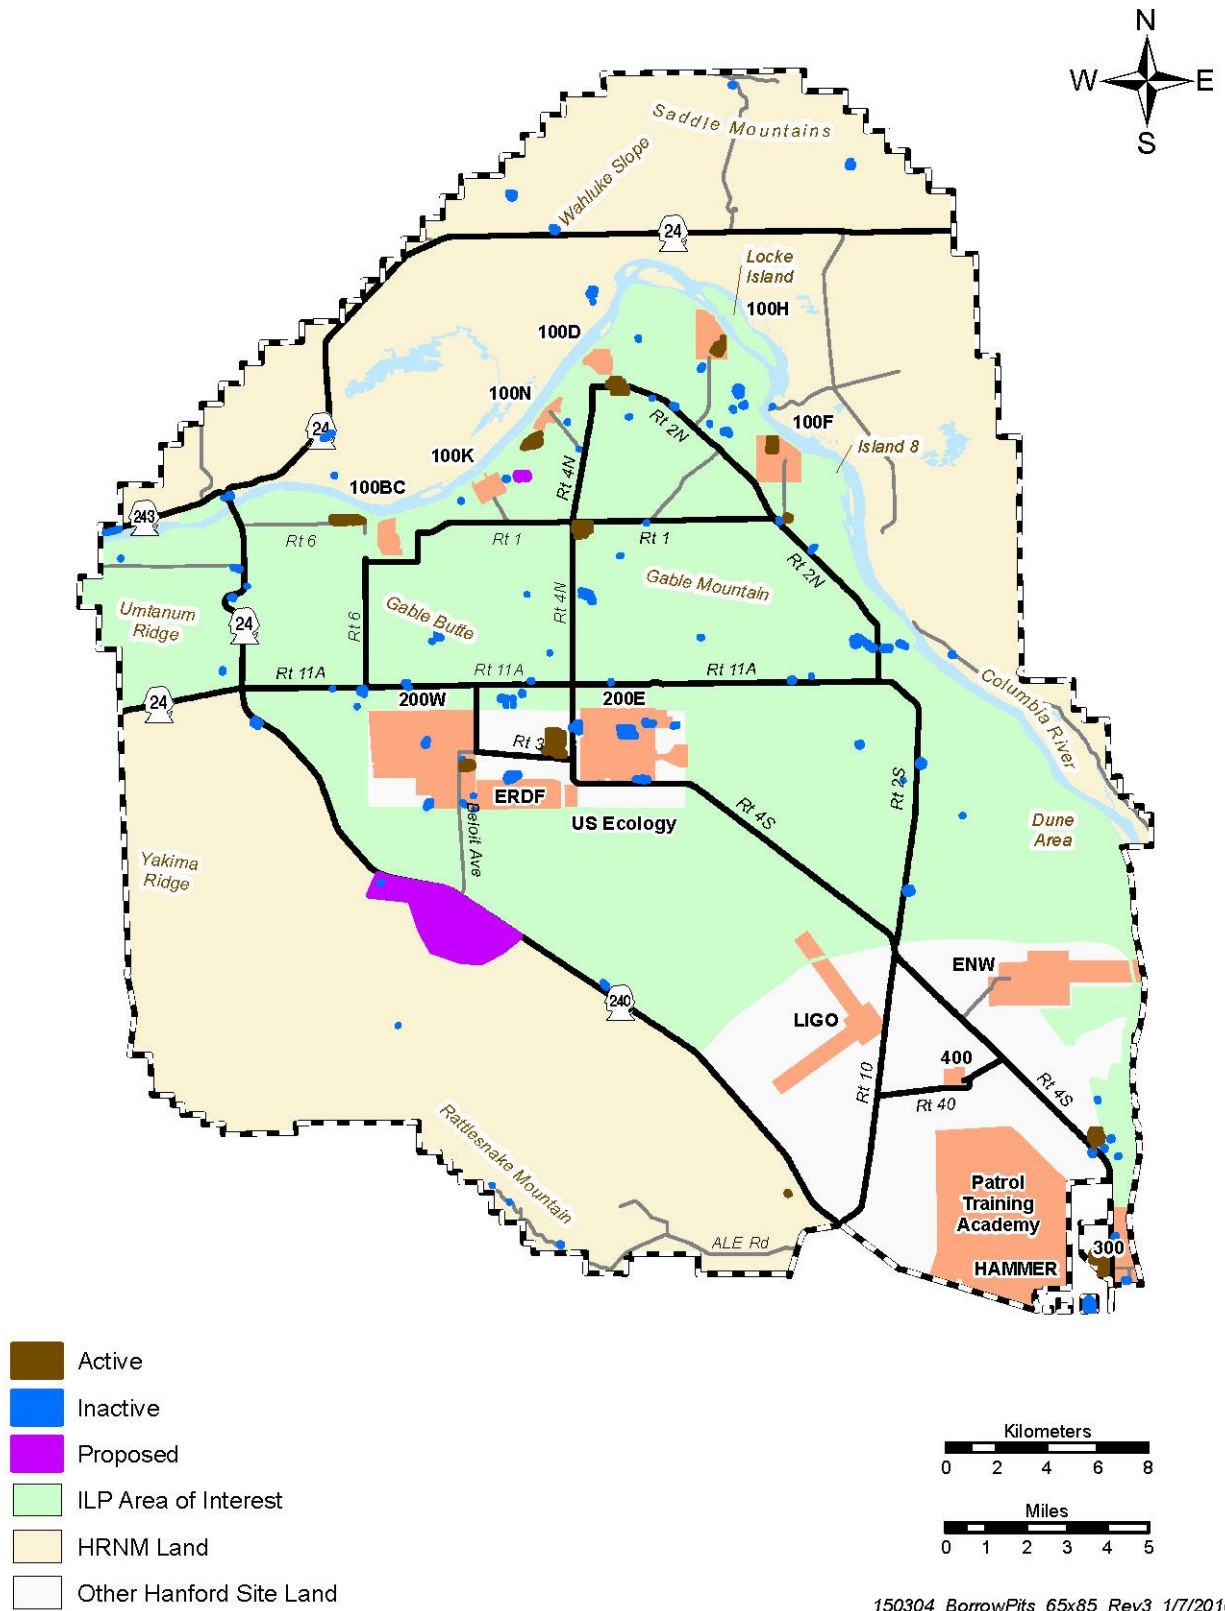 N
W
E
S
Saddle Mountains
Wahluke Slope
24
Locke
Island
100H
100D
100N
24
Rt 2N
100F
Island 8
100K
Rt 4N
100BC
243
Rt 6
Rt 1
Rt 1
Rt 2N
Gable Mountain
Umtanum
Ridge
24
Rt 6
Gable Butte
Rt 4N
Rt 11A
Rt 11A
Rt 11A
24
200W
200E
Columbia River
Rt 3
ERDF
US Ecology
Rt 2S
Rt 4S
Beloit Ave
Dune
Area
Yakima
Ridge
ENW
240
LIGO
400
Rt 10
Rt 40
Rt 4S
Rattlesnake Mountain
Patrol
Training
Academy
ALE Rd
HAMMER
300
Active
Inactive
Proposed
ILP Area of Interest
HRNM Land
Other Hanford Site Land
Kilometers
0 2 4 6 8
Miles
0 1 2 3 4 5
150304_BorrowPits_65x85_Rev3_1/7/201